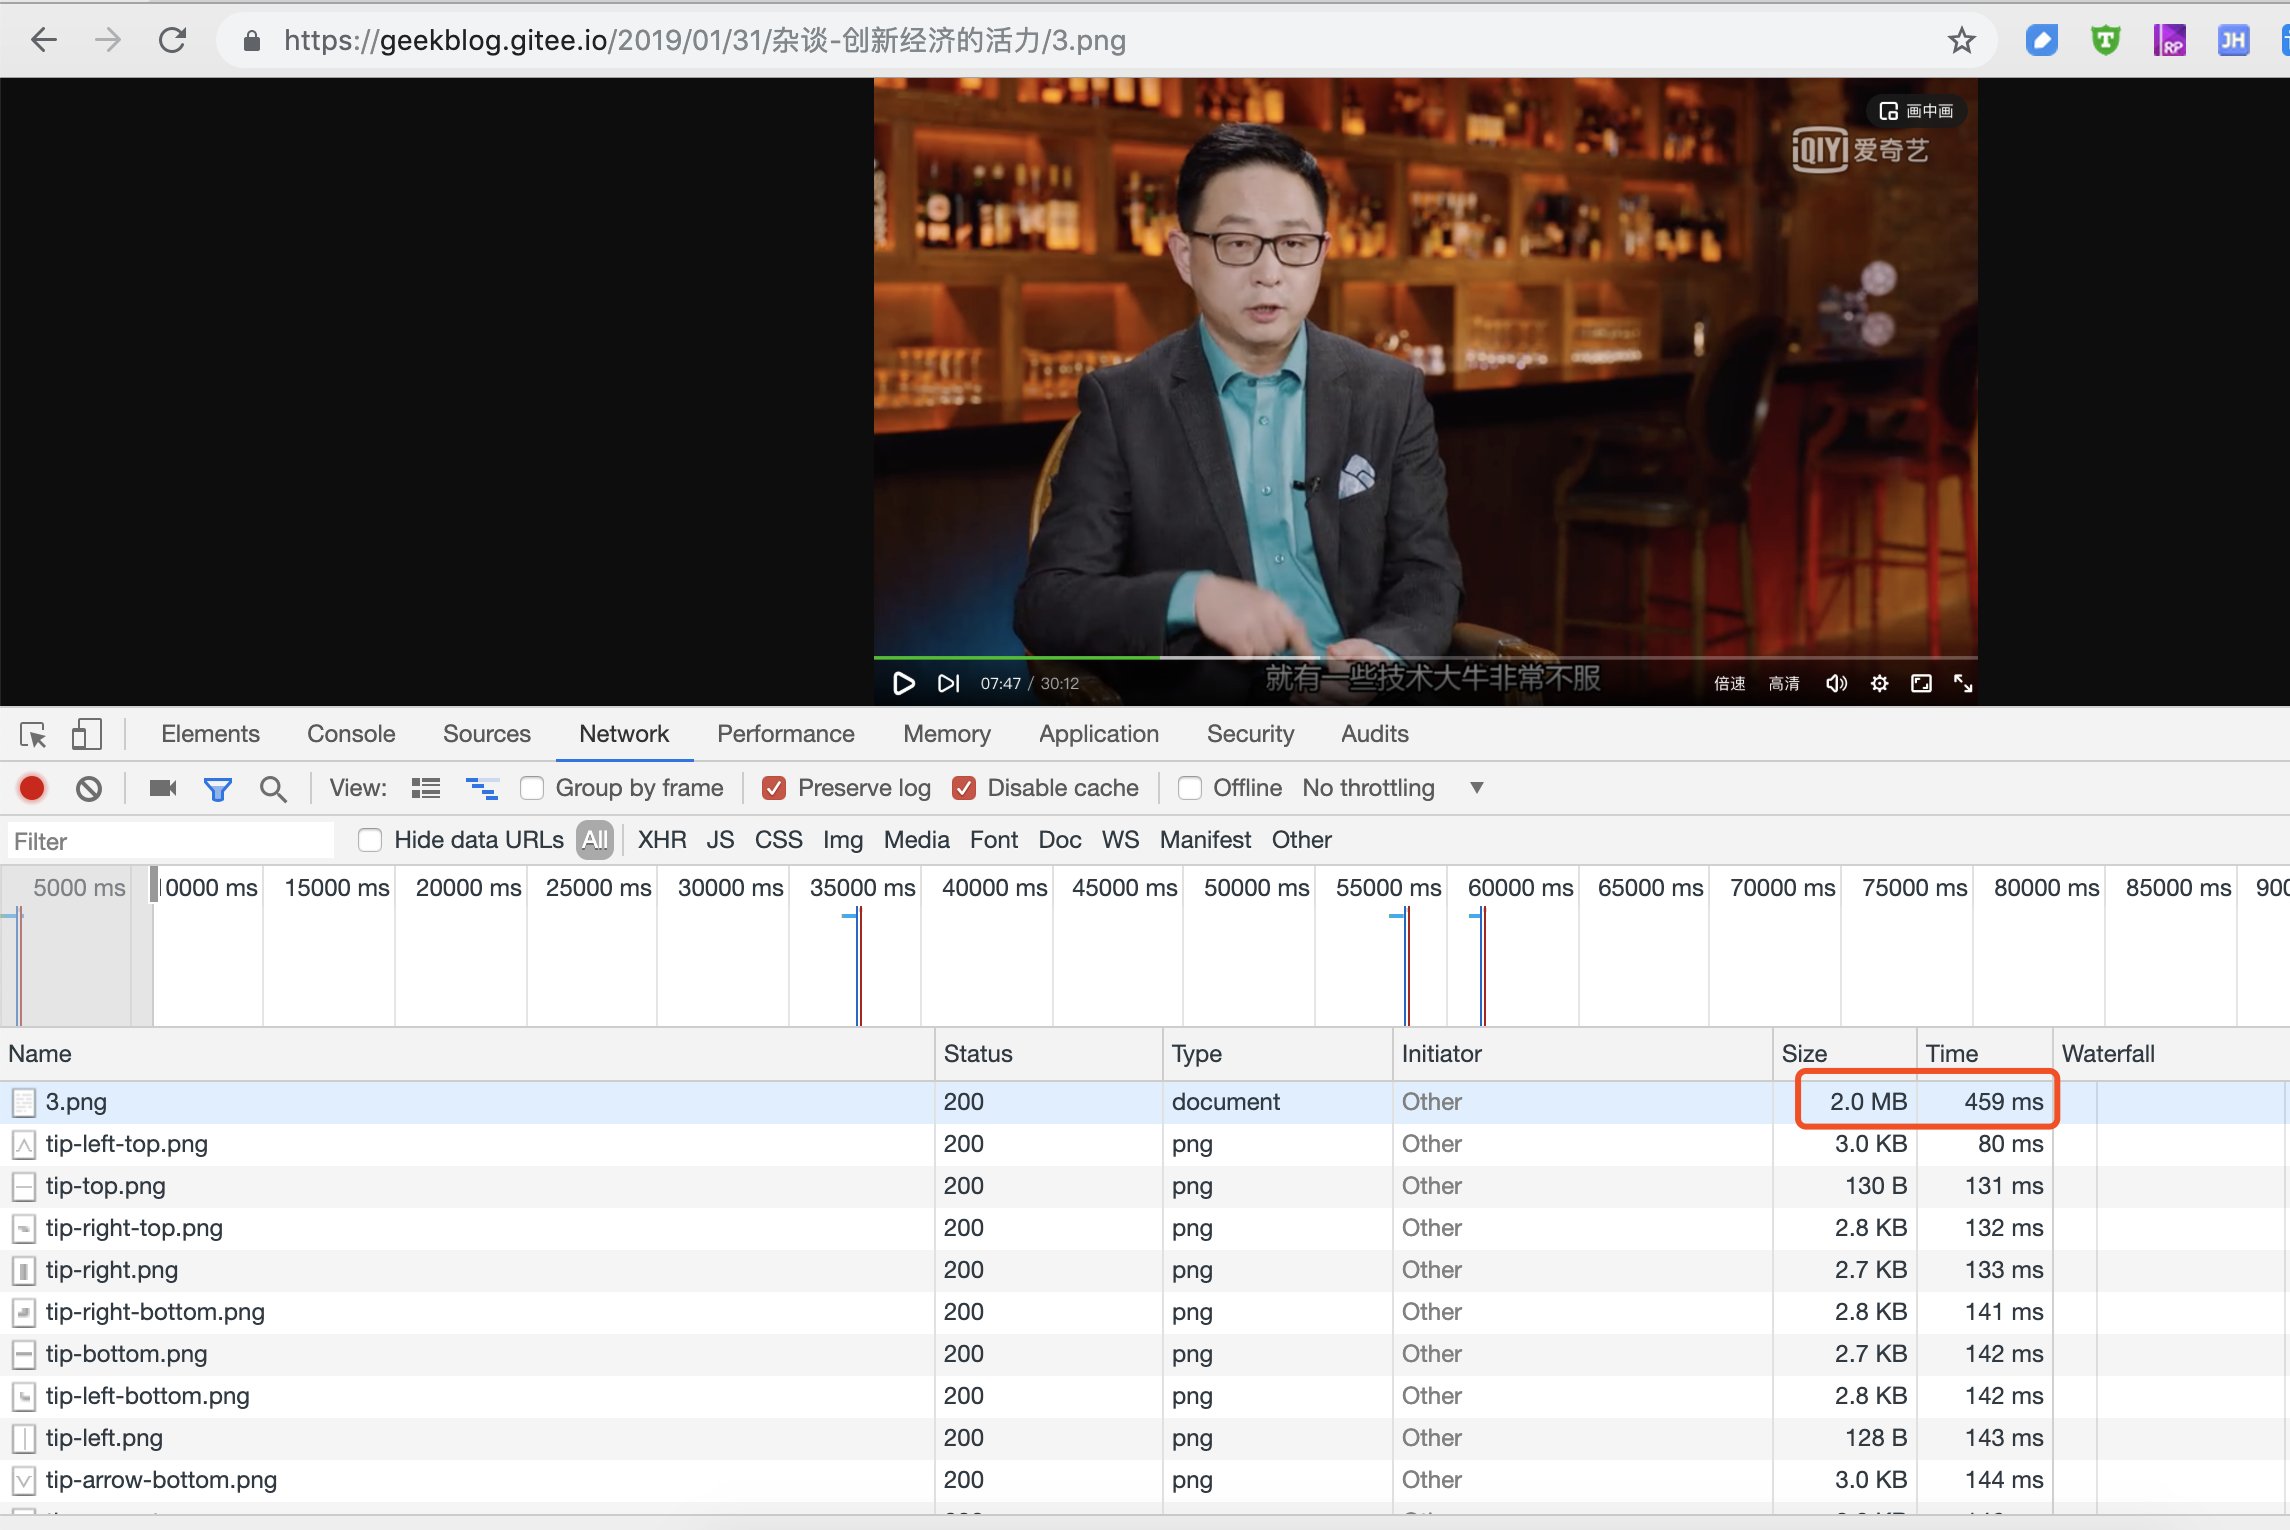 https://geekblog.gitee.io/2019/01/31/杂谈-创新经济的活力/3.png
T
RP
JH
画中画
iQIYI 爱奇艺
就有一些技术大牛非常不服
07:47 / 30:12
倍速 高清
Elements Console Sources Network Performance Memory Application Security Audits
View: Group by frame Preserve log Disable cache Offline No throttling ▼
Filter Hide data URLs All XHR JS CSS Img Media Font Doc WS Manifest Other
5000 ms 0000 ms 15000 ms 20000 ms 25000 ms 30000 ms 35000 ms 40000 ms 45000 ms 50000 ms 55000 ms 60000 ms 65000 ms 70000 ms 75000 ms 80000 ms 85000 ms 900
Name Status Type Initiator Size Time Waterfall
3.png 200 document Other 2.0 MB 459 ms
tip-left-top.png 200 png Other 3.0 KB 80 ms
tip-top.png 200 png Other 130 B 131 ms
tip-right-top.png 200 png Other 2.8 KB 132 ms
tip-right.png 200 png Other 2.7 KB 133 ms
tip-right-bottom.png 200 png Other 2.8 KB 141 ms
tip-bottom.png 200 png Other 2.7 KB 142 ms
tip-left-bottom.png 200 png Other 2.8 KB 142 ms
tip-left.png 200 png Other 128 B 143 ms
tip-arrow-bottom.png 200 png Other 3.0 KB 144 ms